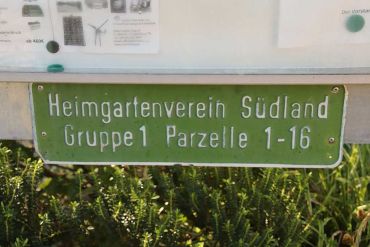 Heimgartenverein Südland
Gruppe 1 Parzelle 1-16